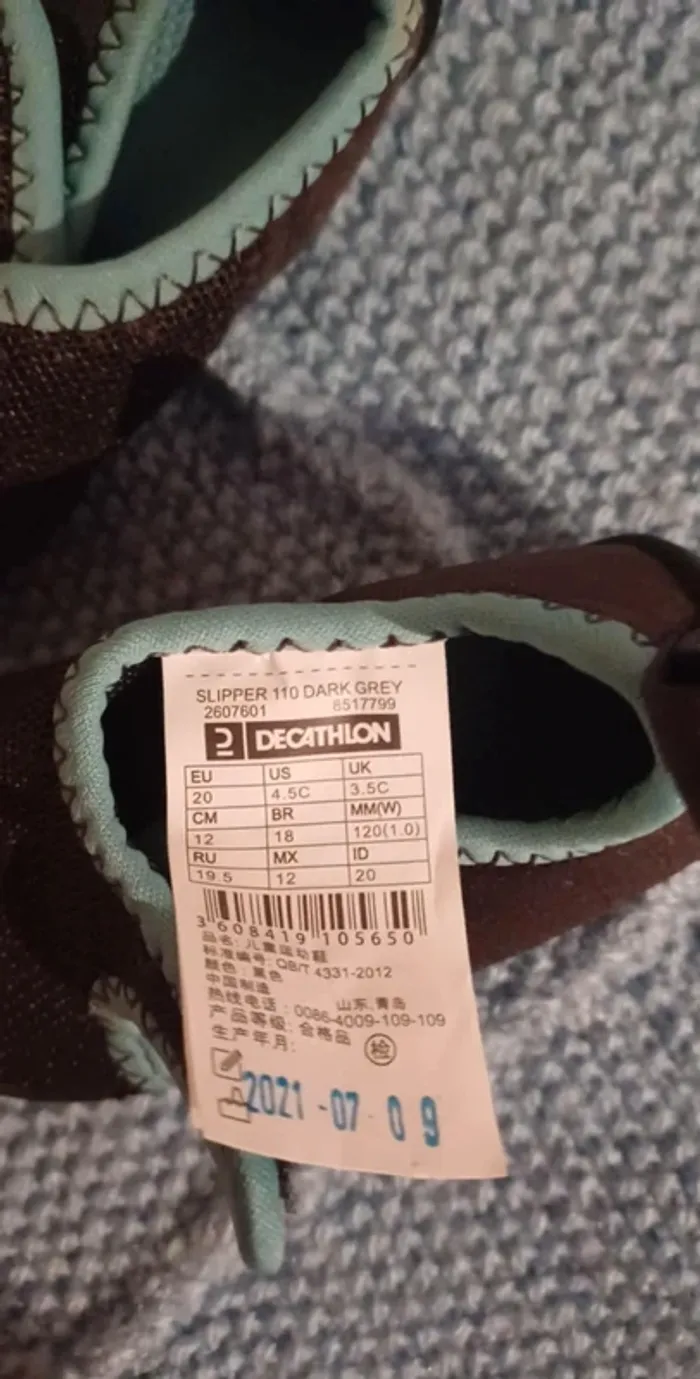 SLIPPER 110 DARK GREY
2607601 8517799
DECATHLON
EU US UK
20 4.5C 3.5C
CM BR MM(W)
12 18 120(1.0)
RU MX ID
19.5 12 20
3 608419 105650
品名: 儿童运动鞋
标准编号: QB/T 4331-2012
颜色: 黑色
中国制造 山东.青岛
热线电话: 0086-4009-109-109
产品等级: 合格品
生产年月: 检
2021-07-09